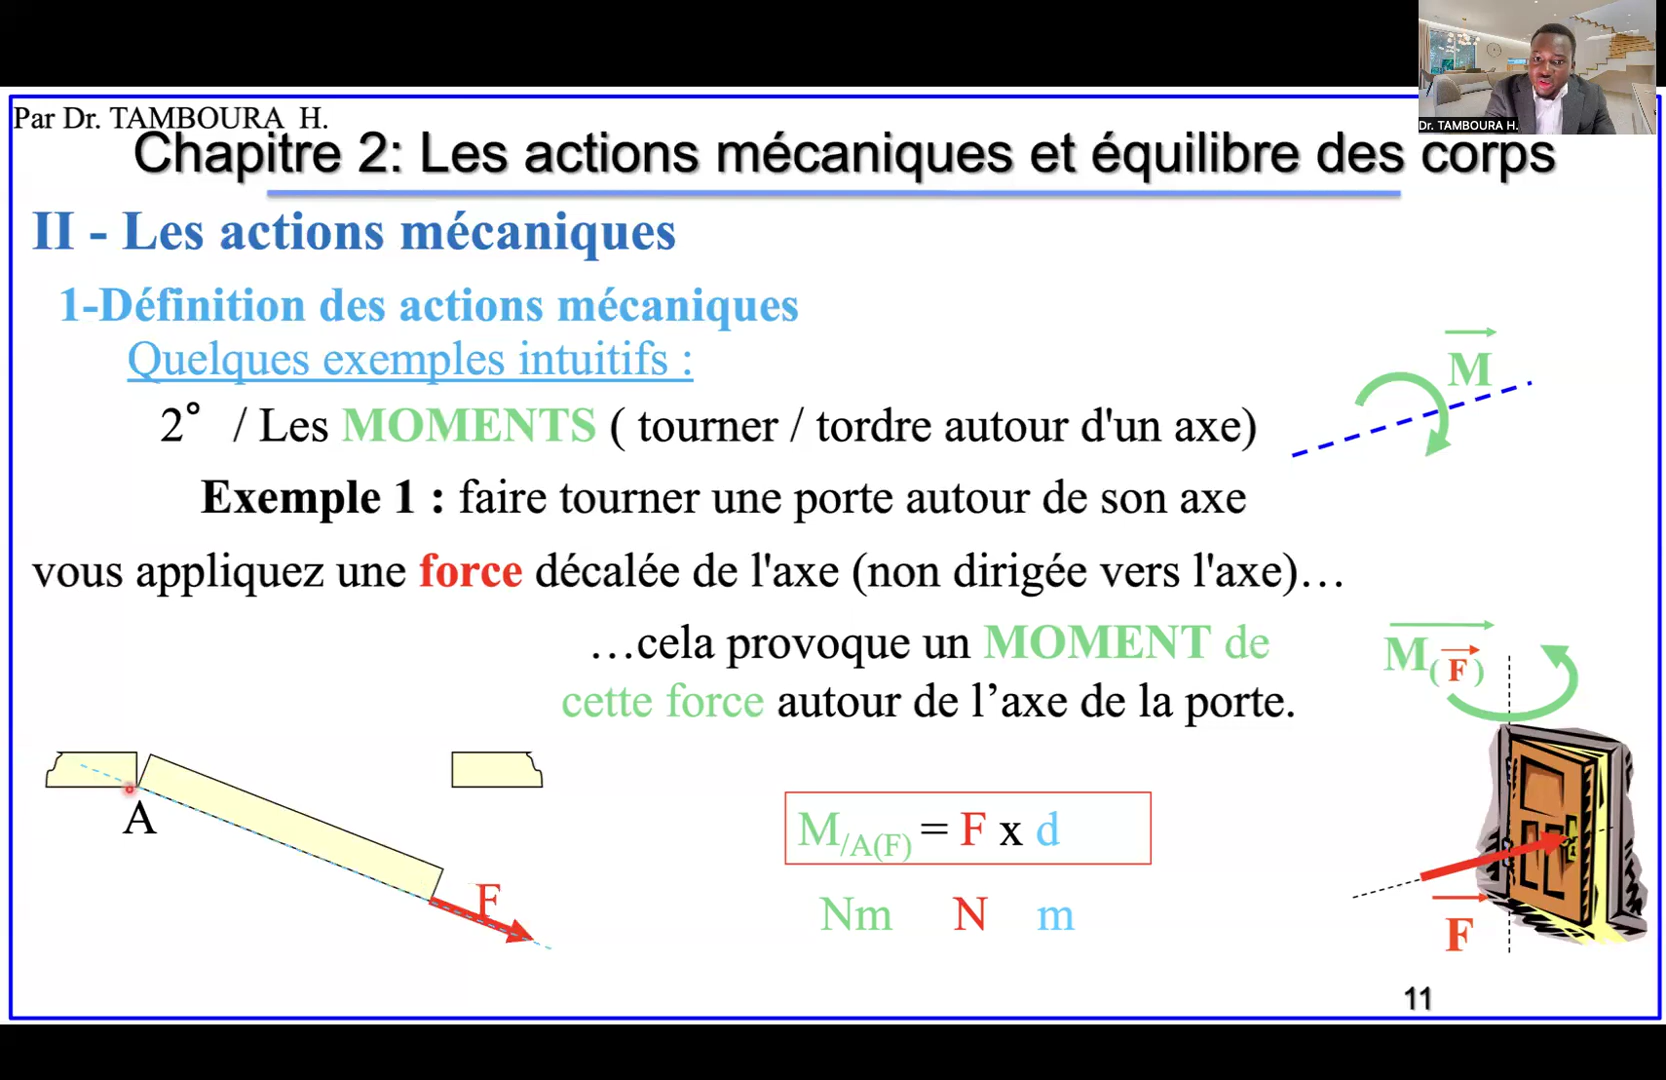 Par Dr. TAMBOURA H.
Dr. TAMBOURA H.
Chapitre 2: Les actions mécaniques et équilibre des corps
II - Les actions mécaniques
1-Définition des actions mécaniques
Quelques exemples intuitifs :
M
2° / Les MOMENTS ( tourner / tordre autour d'un axe)
Exemple 1 : faire tourner une porte autour de son axe
vous appliquez une force décalée de l'axe (non dirigée vers l'axe)…
…cela provoque un MOMENT de
cette force autour de l’axe de la porte.
M(F)
A
F
M/A(F) = F x d
Nm N m
F
11